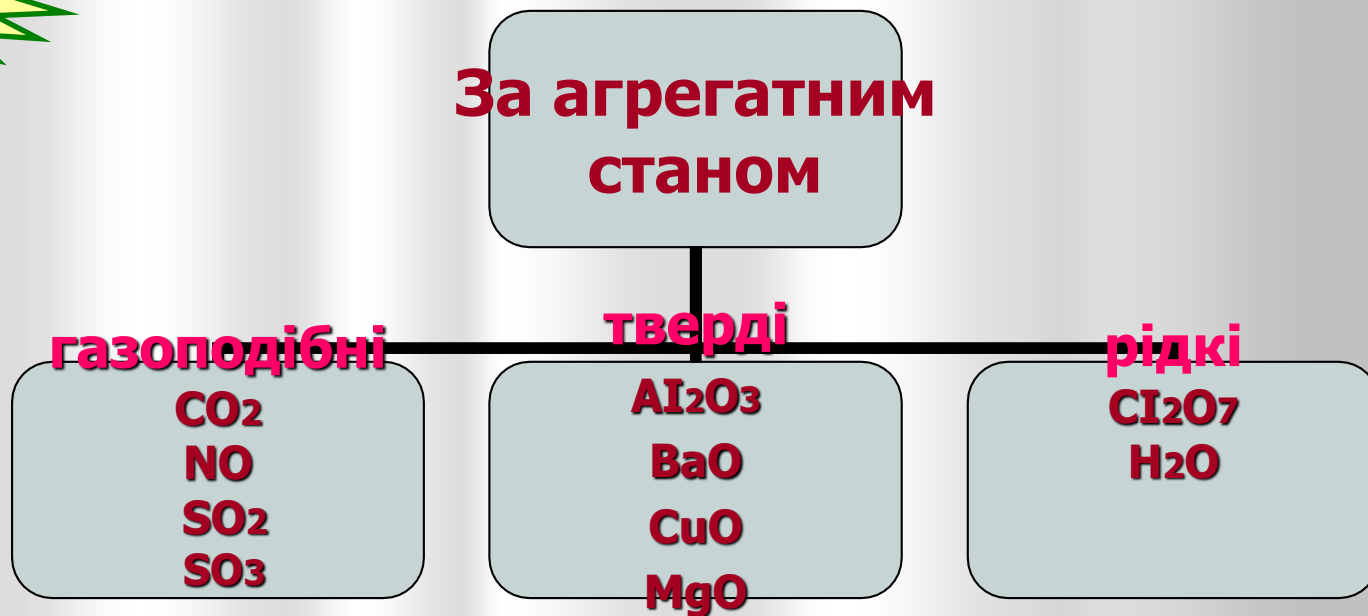 За агрегатним
станом
газоподібні
CO2
NO
SO2
SO3
тверді
AI2O3
BaO
CuO
MgO
рідкі
CI2O7
H2O